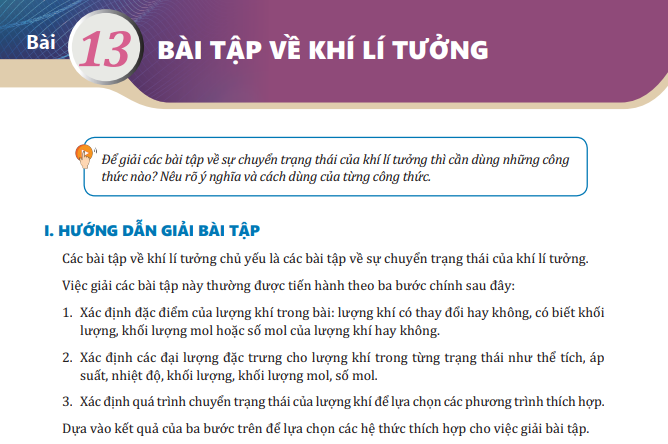 Bài 13 BÀI TẬP VỀ KHÍ LÍ TƯỞNG
Để giải các bài tập về sự chuyển trạng thái của khí lí tưởng thì cần dùng những công
thức nào? Nêu rõ ý nghĩa và cách dùng của từng công thức.
I. HƯỚNG DẪN GIẢI BÀI TẬP
Các bài tập về khí lí tưởng chủ yếu là các bài tập về sự chuyển trạng thái của khí lí tưởng.
Việc giải các bài tập này thường được tiến hành theo ba bước chính sau đây:
1. Xác định đặc điểm của lượng khí trong bài: lượng khí có thay đổi hay không, có biết khối
lượng, khối lượng mol hoặc số mol của lượng khí hay không.
2. Xác định các đại lượng đặc trưng cho lượng khí trong từng trạng thái như thể tích, áp
suất, nhiệt độ, khối lượng, khối lượng mol, số mol.
3. Xác định quá trình chuyển trạng thái của lượng khí để lựa chọn các phương trình thích hợp.
Dựa vào kết quả của ba bước trên để lựa chọn các hệ thức thích hợp cho việc giải bài tập.